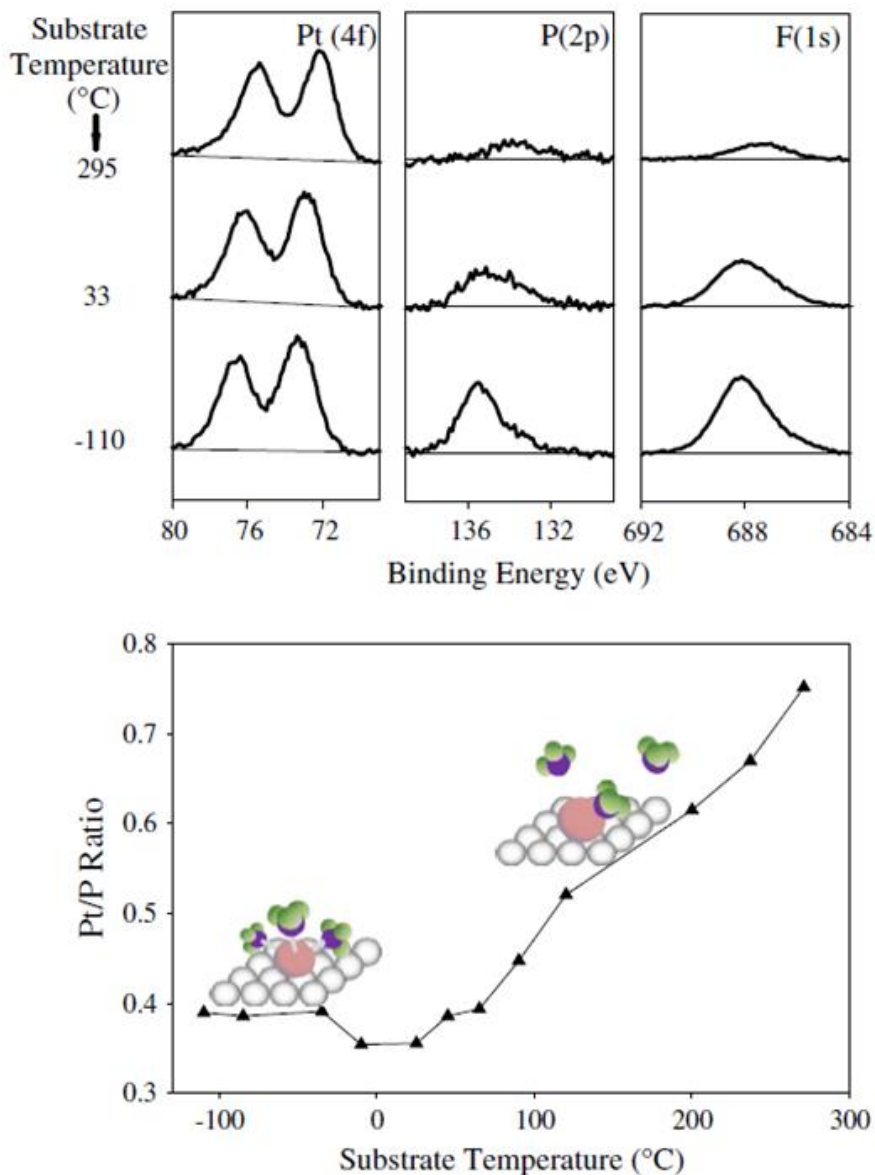 Substrate
Temperature
(°C)
Pt (4f)
P(2p)
F(1s)
295
33
-110
80 76 72
136 132
692 688 684
Binding Energy (eV)
0.8
0.7
0.6
0.5
0.4
0.3
Pt/P Ratio
-100 0 100 200 300
Substrate Temperature (°C)